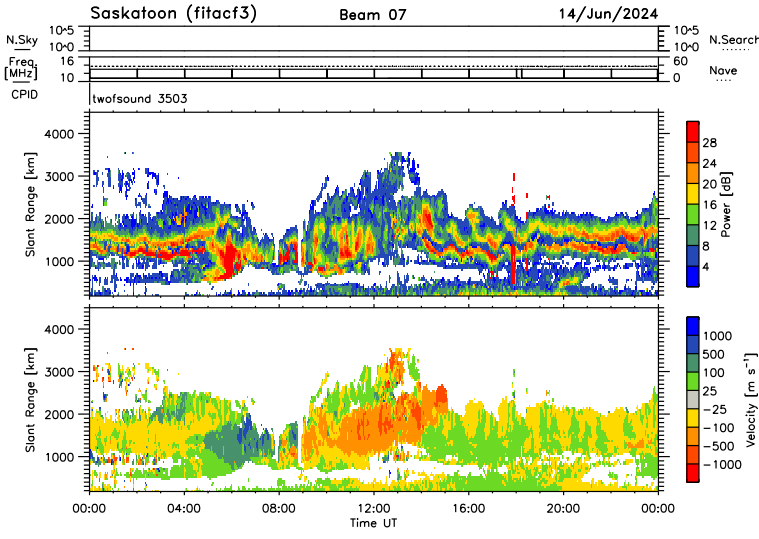 Saskatoon (fitacf3) Beam 07 14/Jun/2024
N.Sky 10^5 10^0 10^5 10^0 N.Search
Freq. [MHz] 16 10 60 0 Nave
CPID twofsound 3503
Slant Range [km] 4000 3000 2000 1000
28 24 20 16 12 8 4 Power [dB]
Slant Range [km] 4000 3000 2000 1000
1000 500 100 25 -25 -100 -500 -1000 Velocity [m s⁻¹]
00:00 04:00 08:00 12:00 16:00 20:00 00:00
Time UT